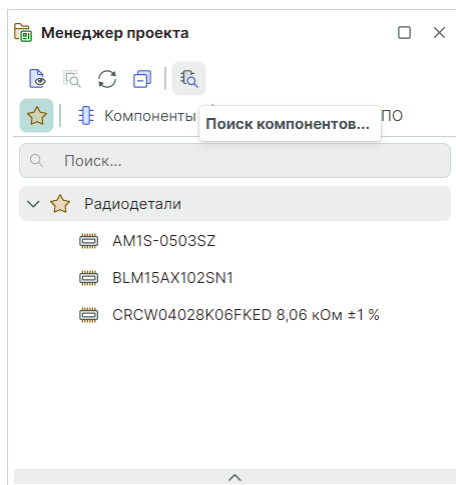 Менеджер проекта
Компоненты
ПО
Поиск компонентов...
Поиск...
Радиодетали
AM1S-0503SZ
BLM15AX102SN1
CRCW04028K06FKED 8,06 кОм ±1 %